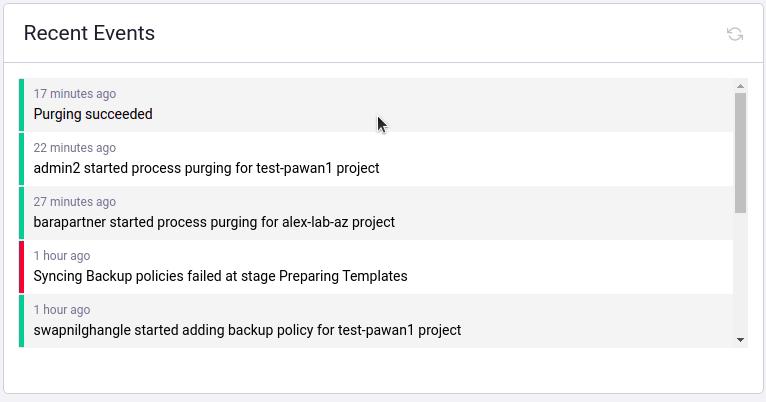 Recent Events
17 minutes ago
Purging succeeded
22 minutes ago
admin2 started process purging for test-pawan1 project
27 minutes ago
barapartner started process purging for alex-lab-az project
1 hour ago
Syncing Backup policies failed at stage Preparing Templates
1 hour ago
swapnilghangle started adding backup policy for test-pawan1 project